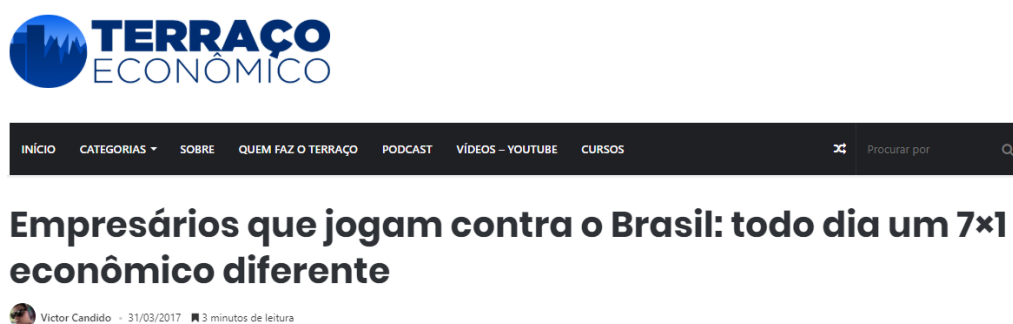 TERRAÇO
ECONÔMICO
INÍCIO CATEGORIAS SOBRE QUEM FAZ O TERRAÇO PODCAST VÍDEOS – YOUTUBE CURSOS Procurar por
Empresários que jogam contra o Brasil: todo dia um 7×1
econômico diferente
Victor Candido - 31/03/2017 3 minutos de leitura